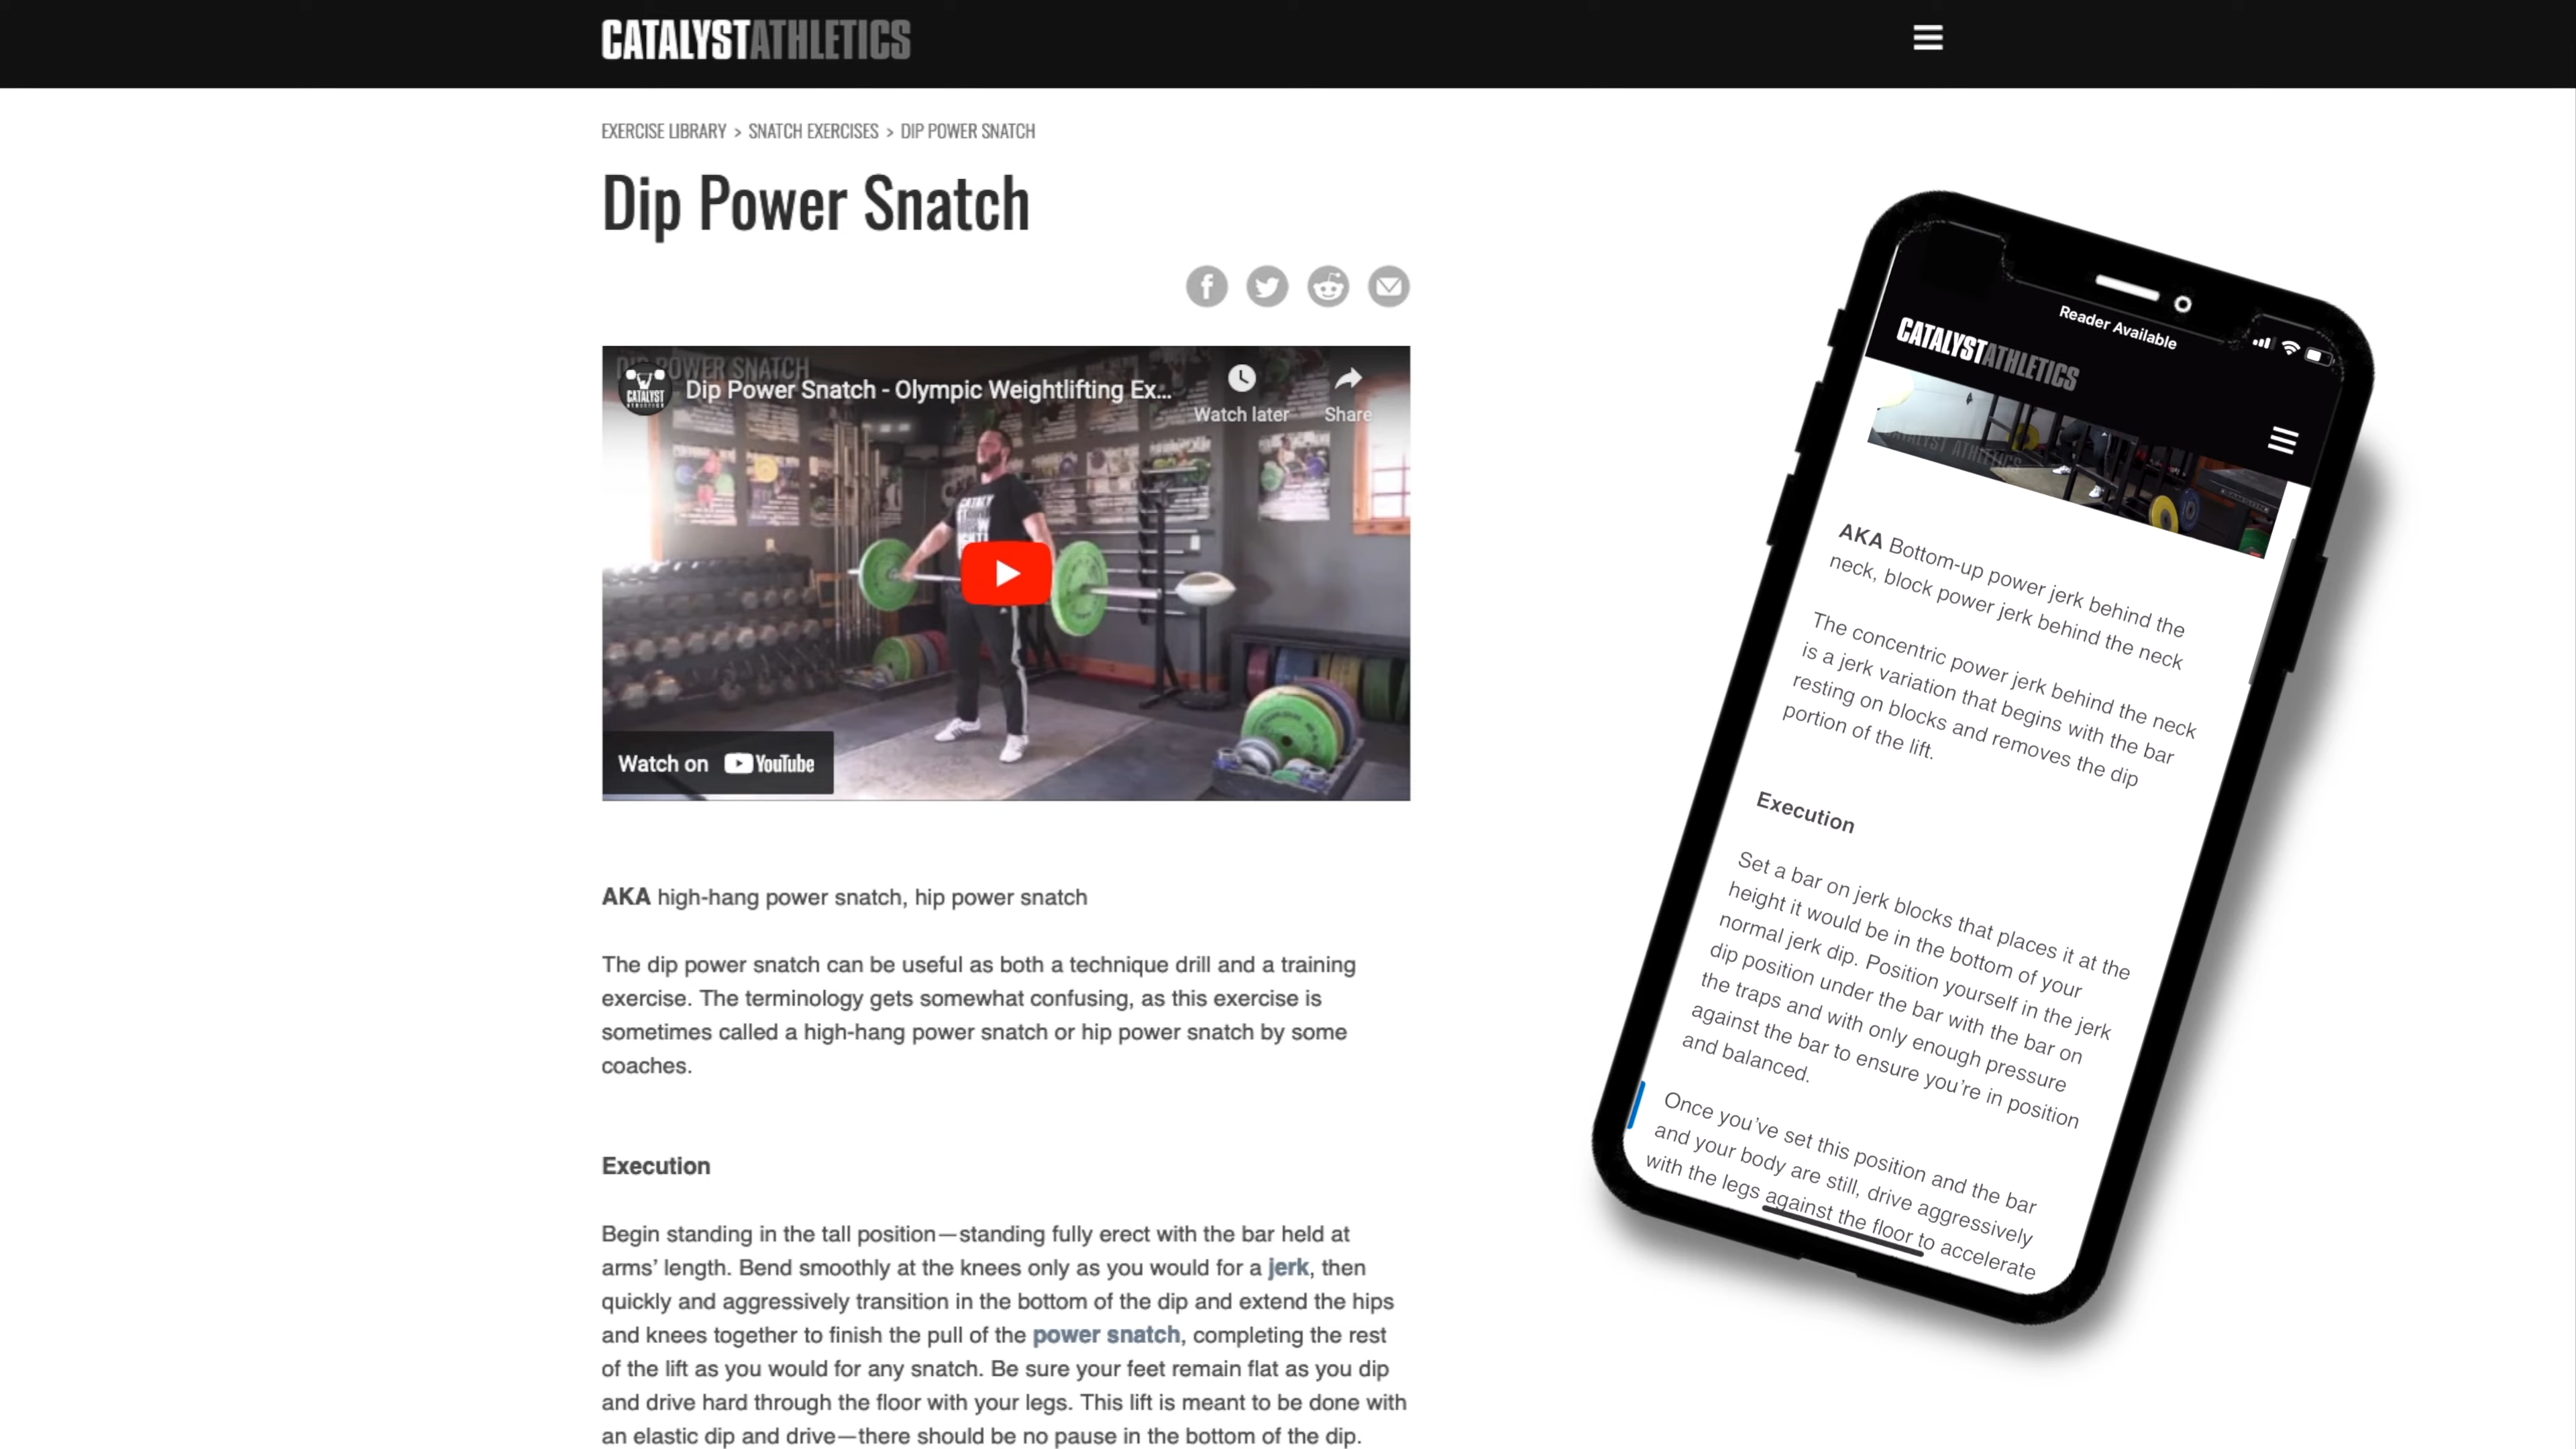 CATALYSTATHLETICS
EXERCISE LIBRARY > SNATCH EXERCISES > DIP POWER SNATCH
Dip Power Snatch
DIP POWER SNATCH
CATALYST
ATHLETICS
Dip Power Snatch - Olympic Weightlifting Ex...
Watch later
Share
Watch on YouTube
AKA high-hang power snatch, hip power snatch
The dip power snatch can be useful as both a technique drill and a training
exercise. The terminology gets somewhat confusing, as this exercise is
sometimes called a high-hang power snatch or hip power snatch by some
coaches.
Execution
Begin standing in the tall position—standing fully erect with the bar held at
arms’ length. Bend smoothly at the knees only as you would for a jerk, then
quickly and aggressively transition in the bottom of the dip and extend the hips
and knees together to finish the pull of the power snatch, completing the rest
of the lift as you would for any snatch. Be sure your feet remain flat as you dip
and drive hard through the floor with your legs. This lift is meant to be done with
an elastic dip and drive—there should be no pause in the bottom of the dip.
Reader Available
CATALYSTATHLETICS
CATALYST ATHLETICS
AKA Bottom-up power jerk behind the
neck, block power jerk behind the neck
The concentric power jerk behind the neck
is a jerk variation that begins with the bar
resting on blocks and removes the dip
portion of the lift.
Execution
Set a bar on jerk blocks that places it at the
height it would be in the bottom of your
normal jerk dip. Position yourself in the jerk
dip position under the bar with the bar on
the traps and with only enough pressure
against the bar to ensure you’re in position
and balanced.
Once you’ve set this position and the bar
and your body are still, drive aggressively
with the legs against the floor to accelerate